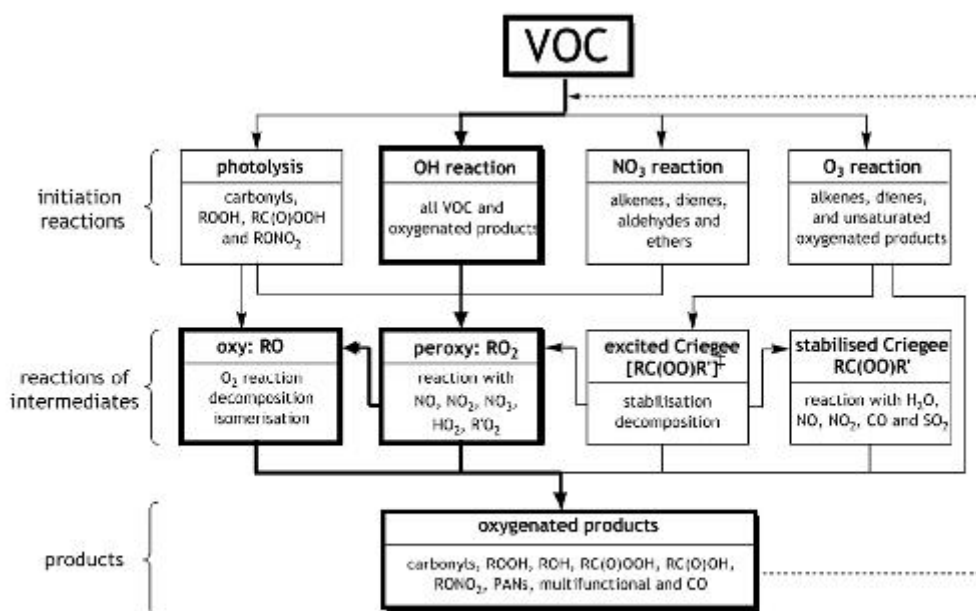 VOC
initiation
reactions
photolysis
carbonyls,
ROOH, RC(O)OOH
and RONO₂
OH reaction
all VOC and
oxygenated products
NO₃ reaction
alkenes, dienes,
aldehydes and
ethers
O₃ reaction
alkenes, dienes,
and unsaturated
oxygenated products
reactions of
intermediates
oxy: RO
O₂ reaction
decomposition
isomerisation
peroxy: RO₂
reaction with
NO, NO₂, NO₃,
HO₂, R'O₂
excited Criegee
[RC(OO)R']‡
stabilisation
decomposition
stabilised Criegee
RC(OO)R'
reaction with H₂O,
NO, NO₂, CO and SO₂
products
oxygenated products
carbonyls, ROOH, ROH, RC(O)OOH, RC(O)OH,
RONO₂, PANs, multifunctional and CO